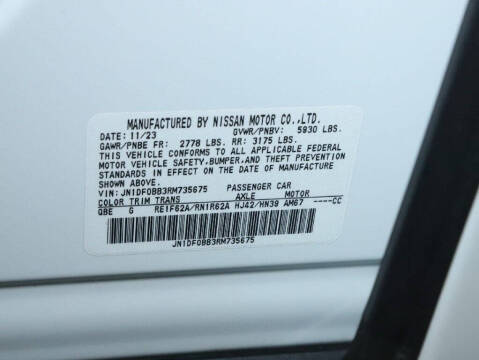 MANUFACTURED BY NISSAN MOTOR CO.,LTD.
DATE: 11/23 GVWR/PNBV: 5930 LBS.
GAWR/PNBE FR: 2778 LBS. RR: 3175 LBS.
THIS VEHICLE CONFORMS TO ALL APPLICABLE FEDERAL
MOTOR VEHICLE SAFETY,BUMPER,AND THEFT PREVENTION
STANDARDS IN EFFECT ON THE DATE OF MANUFACTURE
SHOWN ABOVE.
VIN: JN1DF0BB3RM735675 PASSENGER CAR
COLOR TRIM TRANS AXLE MOTOR
QBE G RE1F62A/RN1R62A HJ42/HN39 AM67 ----CC
JN1DF0BB3RM735675